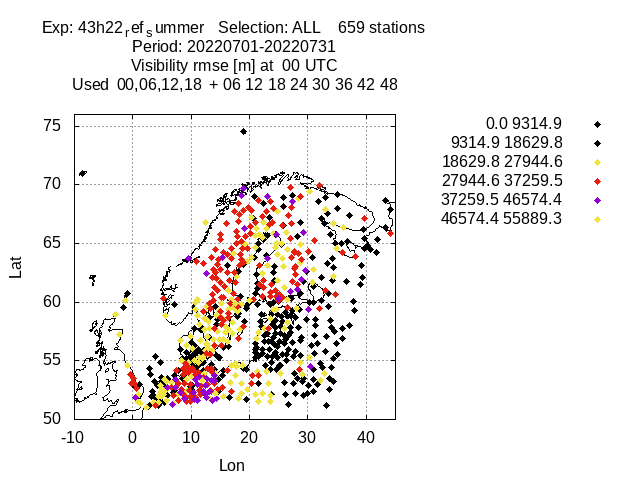 Exp: 43h22_ref_summer   Selection: ALL    659 stations
Period: 20220701-20220731
Visibility rmse [m] at  00 UTC
Used  00,06,12,18  + 06 12 18 24 30 36 42 48
0.0 9314.9
9314.9 18629.8
18629.8 27944.6
27944.6 37259.5
37259.5 46574.4
46574.4 55889.3
75
70
65
60
55
50
Lat
-10 0 10 20 30 40
Lon